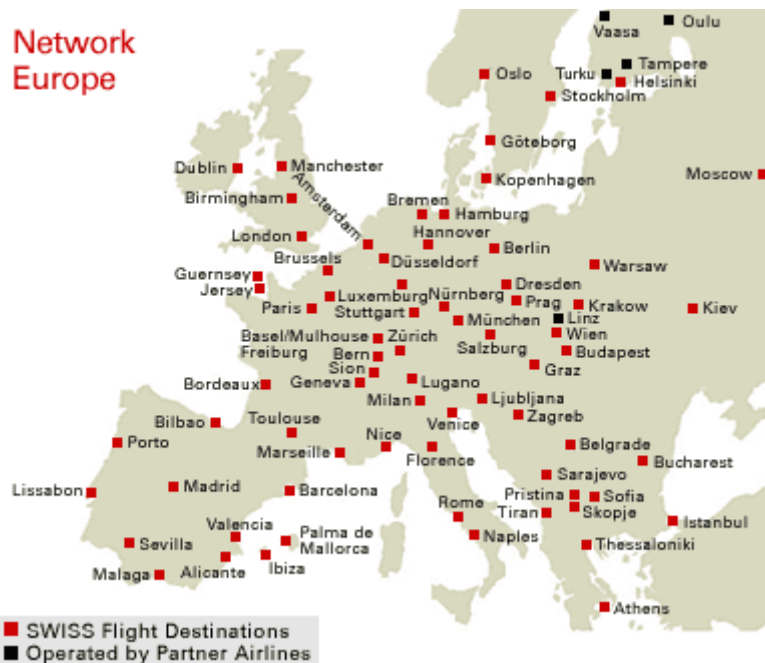 Network
Europe
Vaasa
Oulu
Tampere
Turku
Helsinki
Oslo
Stockholm
Göteborg
Kopenhagen
Moscow
Dublin
Manchester
Birmingham
Amsterdam
Bremen
Hamburg
London
Hannover
Berlin
Brussels
Düsseldorf
Warsaw
Guernsey
Jersey
Dresden
Luxemburg
Nürnberg
Prag
Krakow
Kiev
Paris
Stuttgart
München
Linz
Basel/Mulhouse
Freiburg
Zürich
Wien
Salzburg
Budapest
Bern
Sion
Graz
Geneva
Lugano
Bordeaux
Milan
Ljubljana
Venice
Zagreb
Bilbao
Toulouse
Porto
Nice
Marseille
Florence
Belgrade
Bucharest
Sarajevo
Lissabon
Madrid
Barcelona
Pristina
Sofia
Rome
Tiran
Skopje
Istanbul
Valencia
Palma de
Mallorca
Naples
Sevilla
Thessaloniki
Ibiza
Malaga
Alicante
Athens
SWISS Flight Destinations
Operated by Partner Airlines